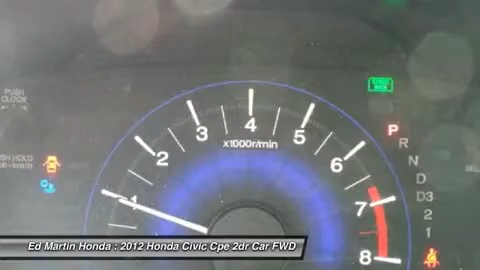 PUSH
CLOCK
4
3
5
2
x1000r/min
6
P
R
N
D
D3
2
1
1
7
8
Ed Martin Honda : 2012 Honda Civic Cpe 2dr Car FWD